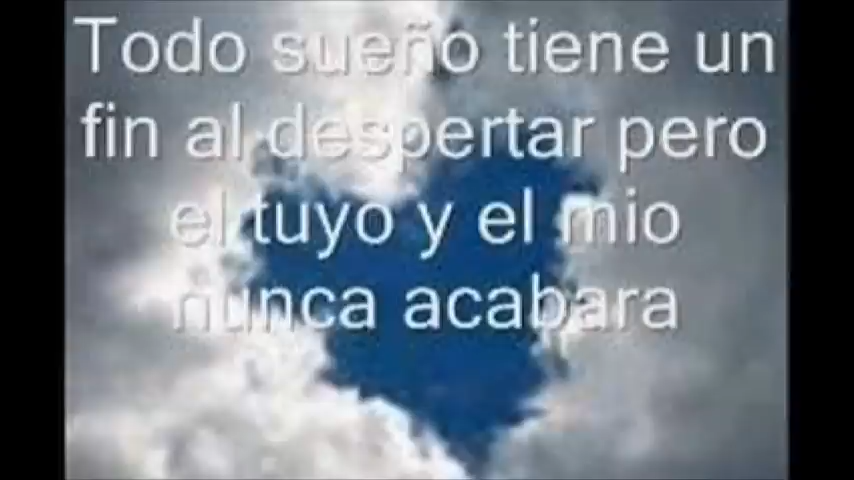 Todo sueño tiene un
fin al despertar pero
el tuyo y el mio
nunca acabara